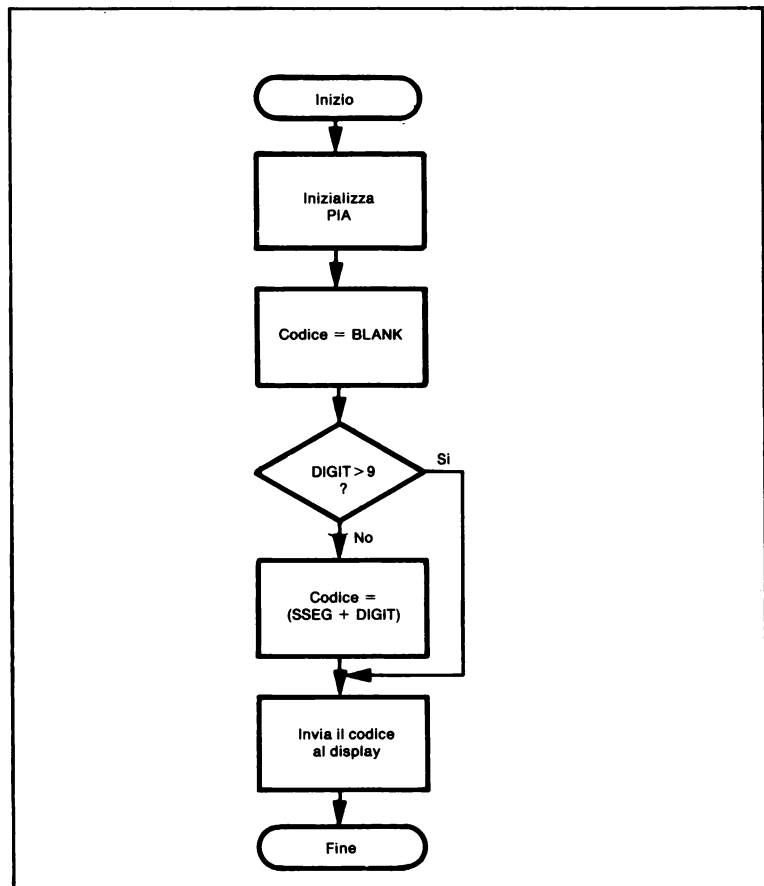 Inizio
Inizializza
PIA
Codice = BLANK
DIGIT > 9
?
Si
No
Codice =
(SSEG + DIGIT)
Invia il codice
al display
Fine